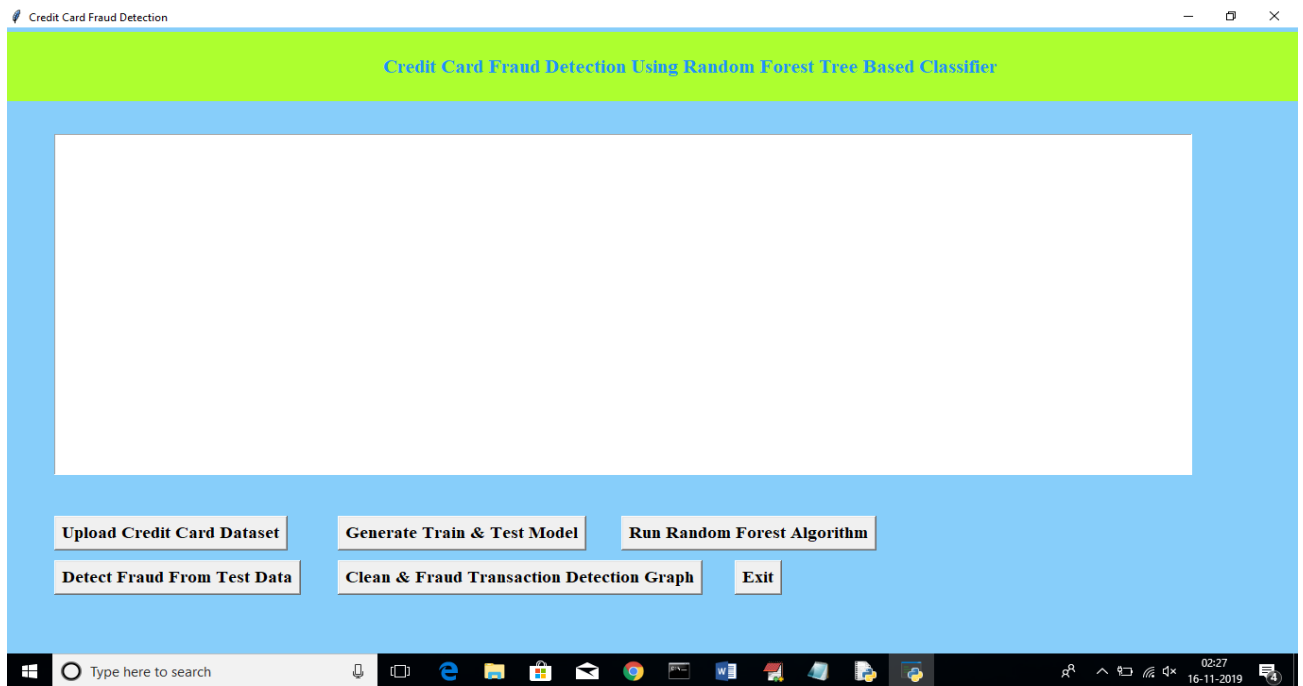 Credit Card Fraud Detection
Credit Card Fraud Detection Using Random Forest Tree Based Classifier
Upload Credit Card Dataset
Generate Train & Test Model
Run Random Forest Algorithm
Detect Fraud From Test Data
Clean & Fraud Transaction Detection Graph
Exit
Type here to search
02:27
16-11-2019
4